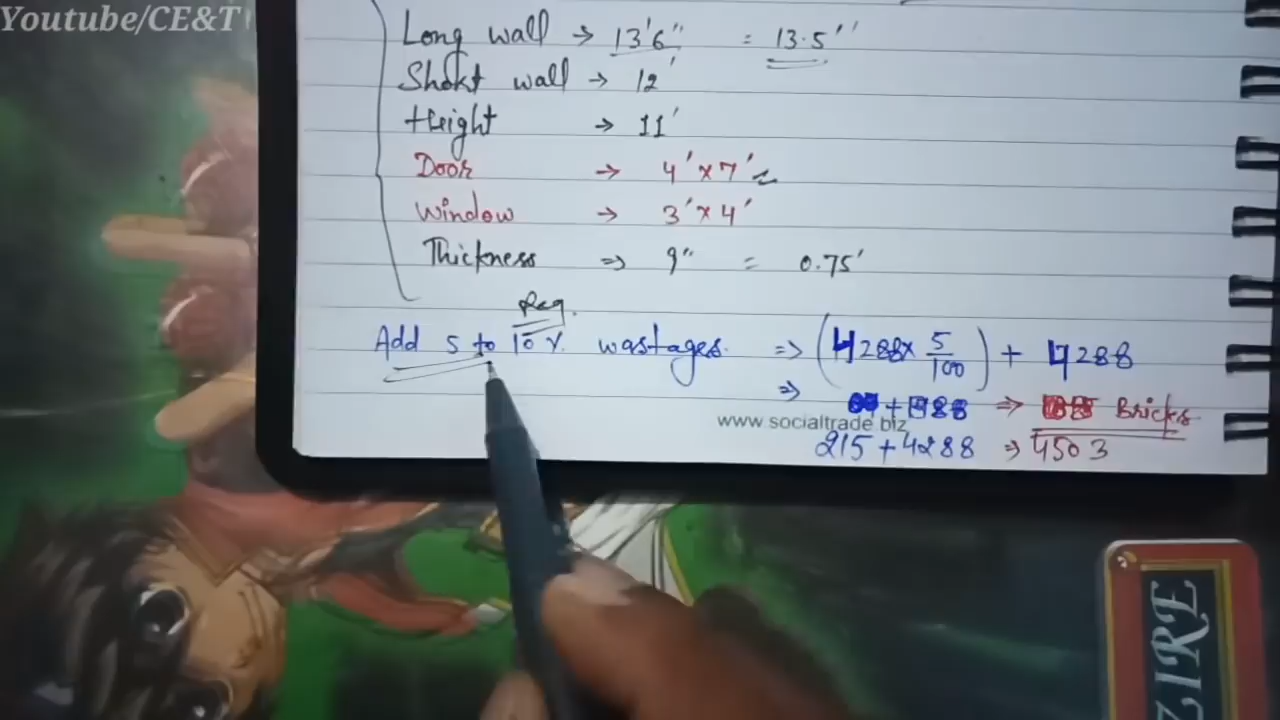 Youtube/CE&T
Long wall → 13'6" = 13.5''
Short wall → 12'
Height → 11'
Door → 4' x 7'
Window → 3' x 4'
Thickness ⇒ 9" = 0.75'
Req.
Add 5 to 10 %. wastages. ⇒ (4288 x 5/100) + 4288
⇒ + ⇒ Bricks
www.socialtrade.biz
215 + 4288 ⇒ 4503
ZIRE